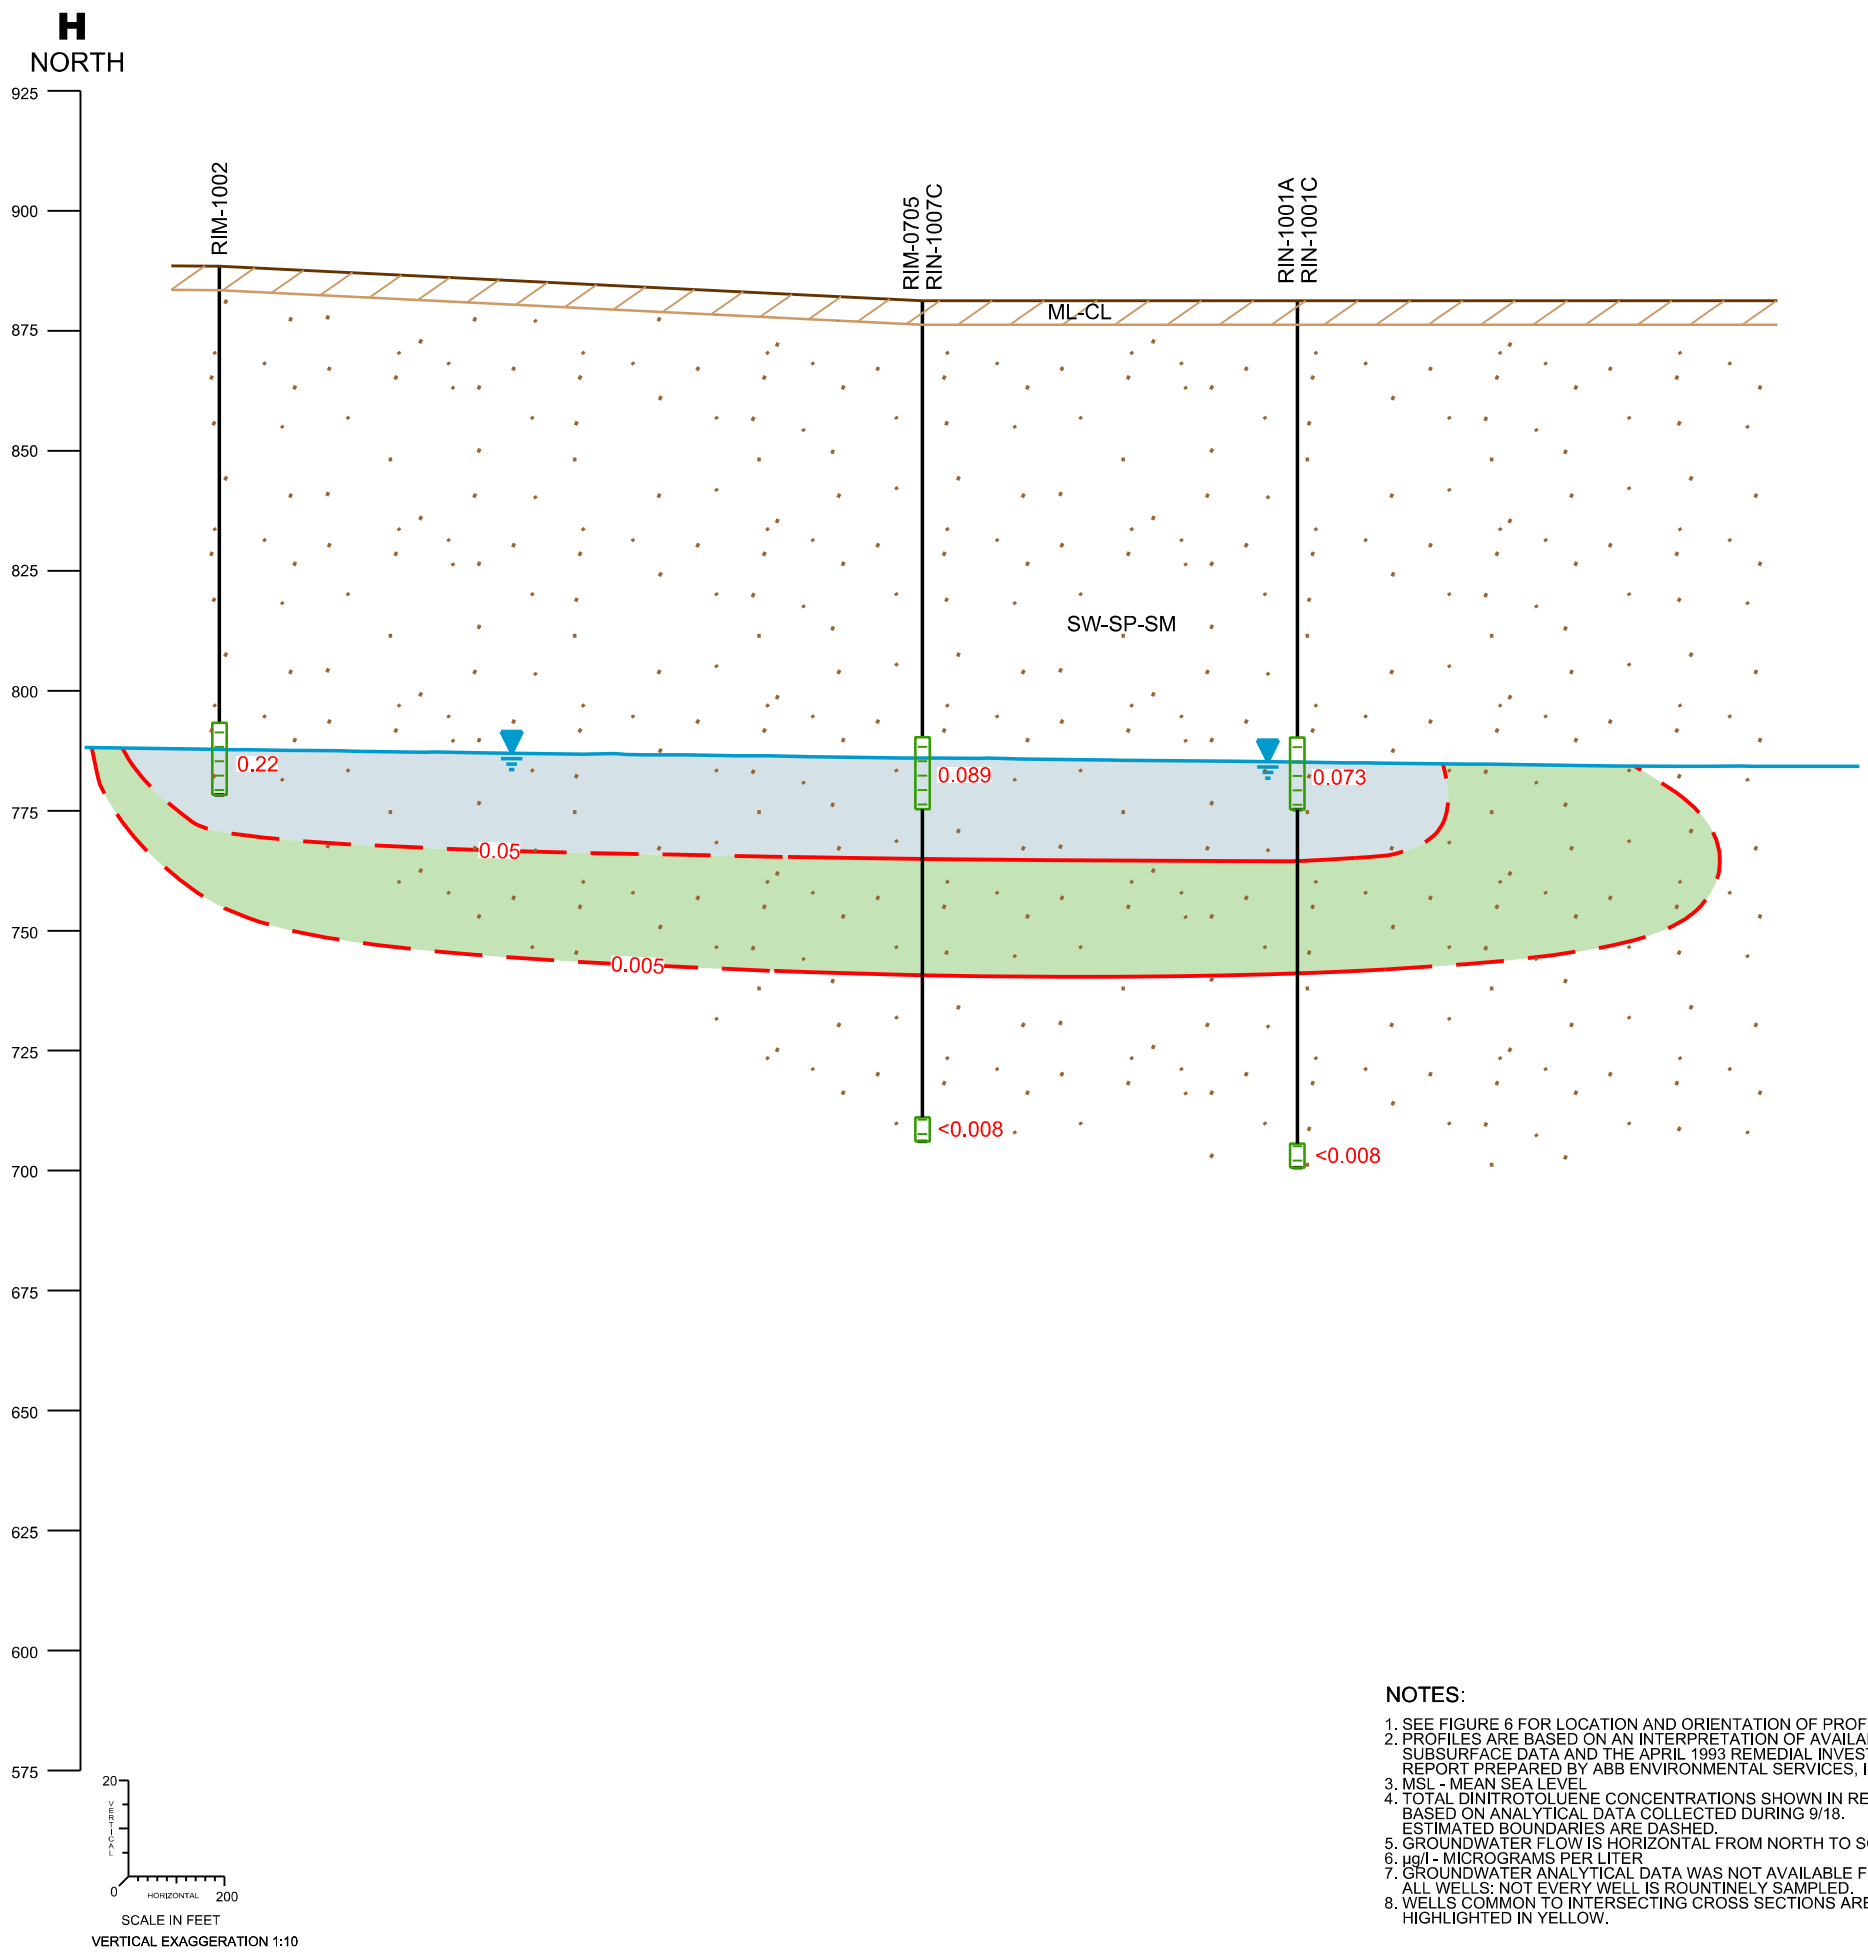 H
NORTH
925
900
875
850
825
800
775
750
725
700
675
650
625
600
575
RIM-1002
RIM-0705
RIN-1007C
RIN-1001A
RIN-1001C
ML-CL
SW-SP-SM
0.22
0.089
0.073
0.05
0.005
<0.008
<0.008
20
VERTICAL
0
HORIZONTAL
200
SCALE IN FEET
VERTICAL EXAGGERATION 1:10
NOTES:
1. SEE FIGURE 6 FOR LOCATION AND ORIENTATION OF PROF
2. PROFILES ARE BASED ON AN INTERPRETATION OF AVAILA
SUBSURFACE DATA AND THE APRIL 1993 REMEDIAL INVES
REPORT PREPARED BY ABB ENVIRONMENTAL SERVICES, I
3. MSL - MEAN SEA LEVEL
4. TOTAL DINITROTOLUENE CONCENTRATIONS SHOWN IN RE
BASED ON ANALYTICAL DATA COLLECTED DURING 9/18.
ESTIMATED BOUNDARIES ARE DASHED.
5. GROUNDWATER FLOW IS HORIZONTAL FROM NORTH TO S
6. µg/l - MICROGRAMS PER LITER
7. GROUNDWATER ANALYTICAL DATA WAS NOT AVAILABLE F
ALL WELLS: NOT EVERY WELL IS ROUNTINELY SAMPLED.
8. WELLS COMMON TO INTERSECTING CROSS SECTIONS ARE
HIGHLIGHTED IN YELLOW.